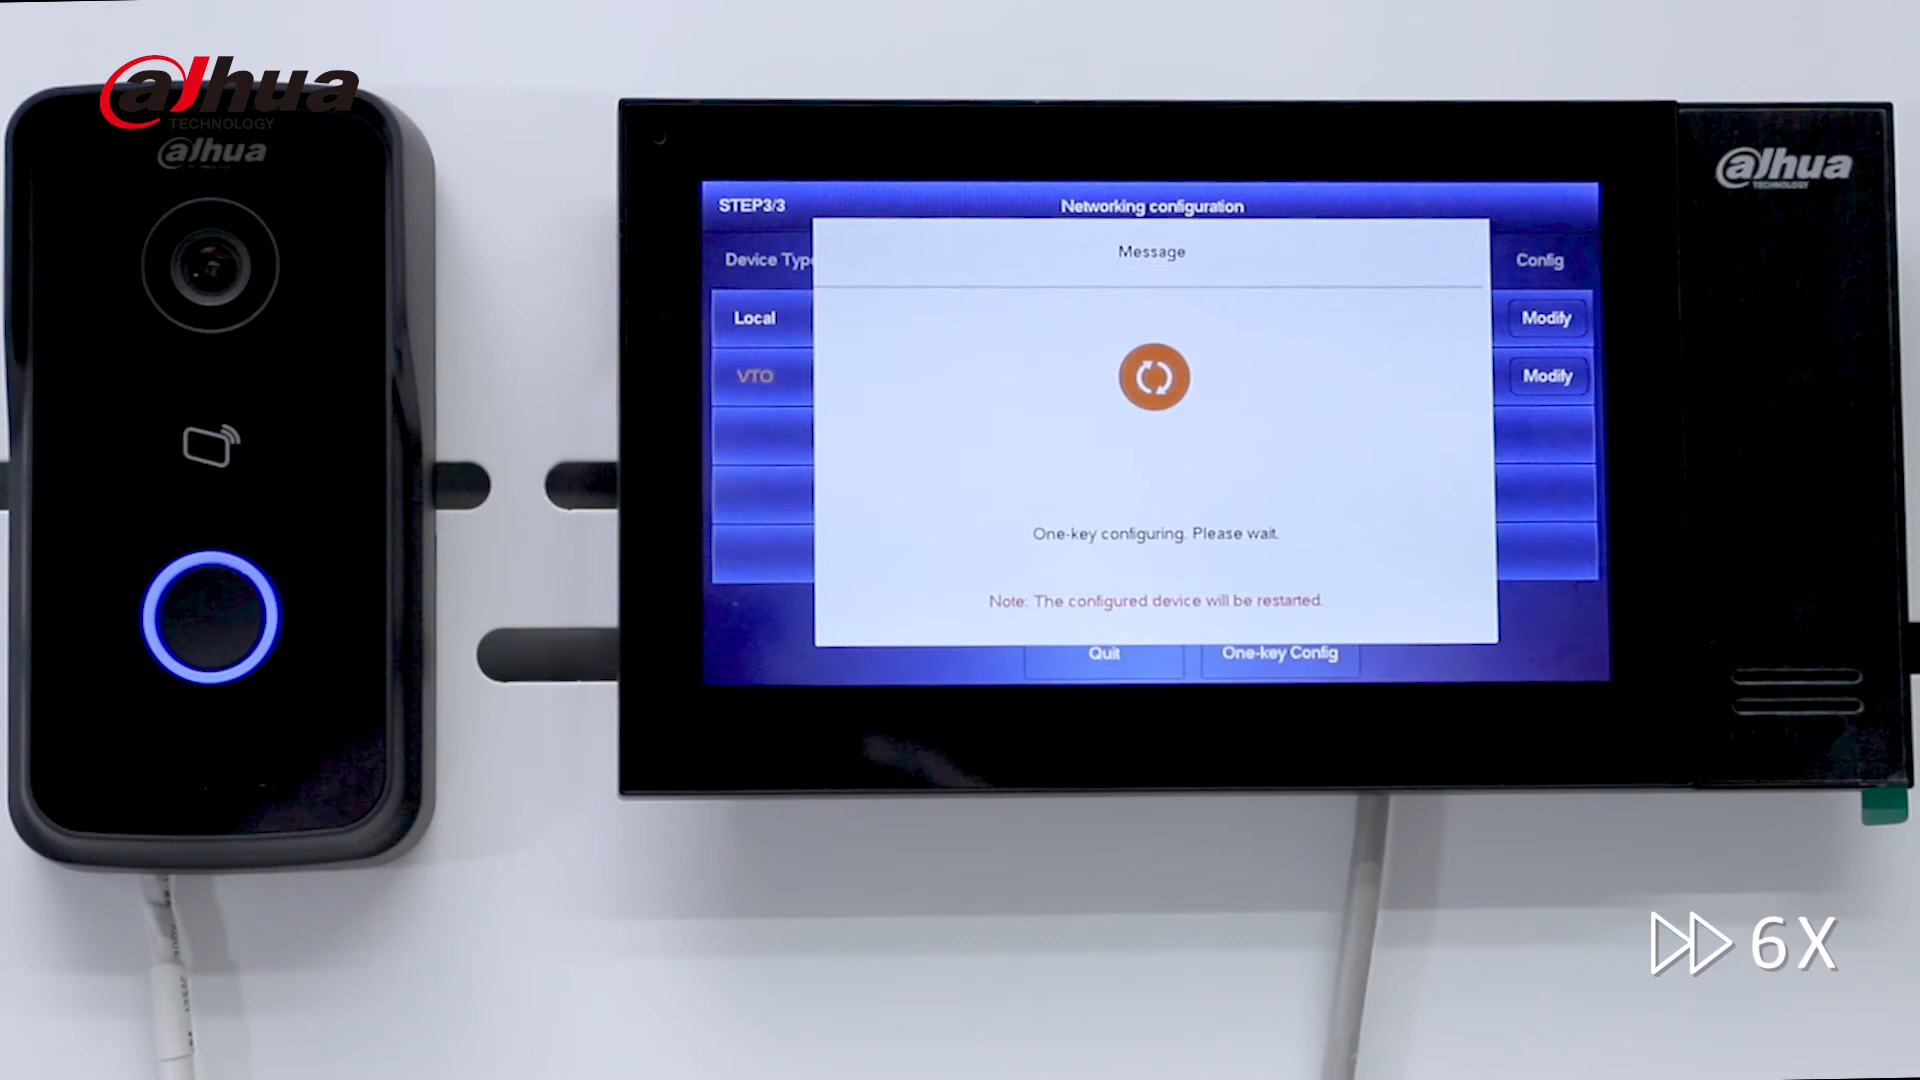 alhua
TECHNOLOGY
alhua
alhua
TECHNOLOGY
STEP3/3
Networking configuration
Device Typ
Config
Message
Local
Modify
VTO
Modify
One-key configuring. Please wait.
Note: The configured device will be restarted.
Quit
One-key Config
6X